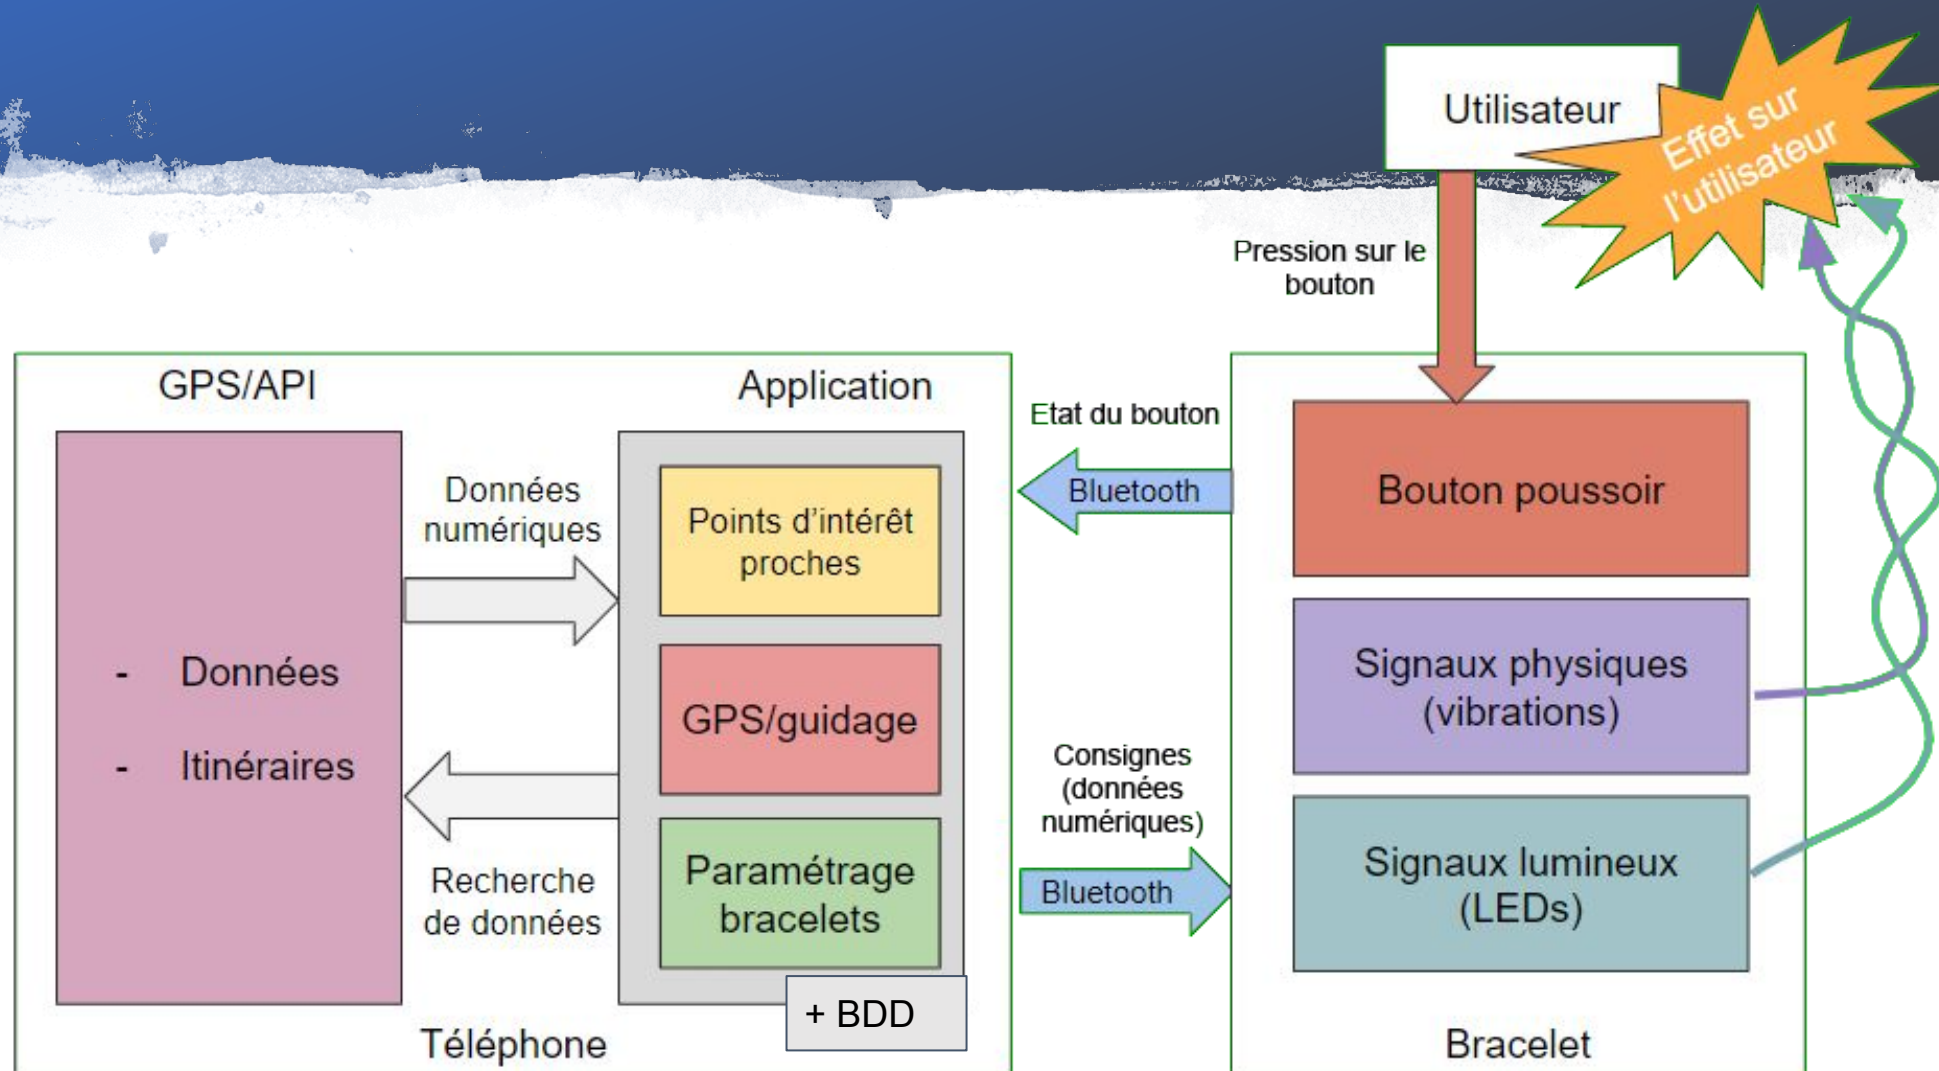 Utilisateur
Effet sur
l'utilisateur
Pression sur le
bouton
GPS/API
Application
Données
numériques
- Données
- Itinéraires
Recherche
de données
Points d'intérêt
proches
GPS/guidage
Paramétrage
bracelets
+ BDD
Téléphone
Etat du bouton
Bluetooth
Consignes
(données
numériques)
Bluetooth
Bouton poussoir
Signaux physiques
(vibrations)
Signaux lumineux
(LEDs)
Bracelet